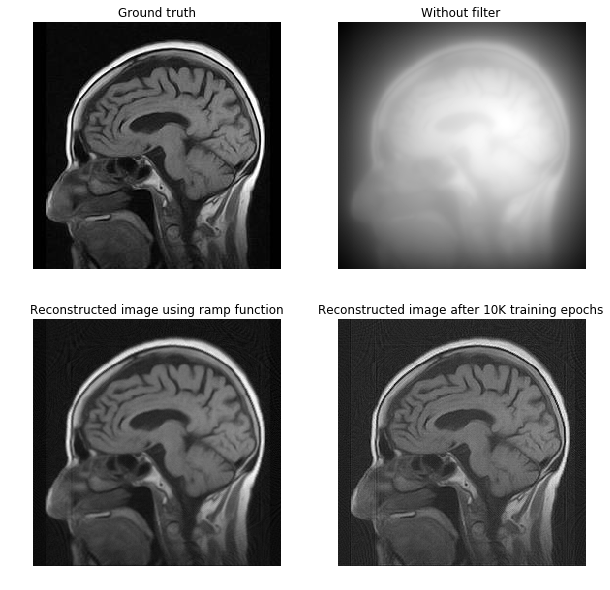 Ground truth
Without filter
Reconstructed image using ramp function
Reconstructed image after 10K training epochs